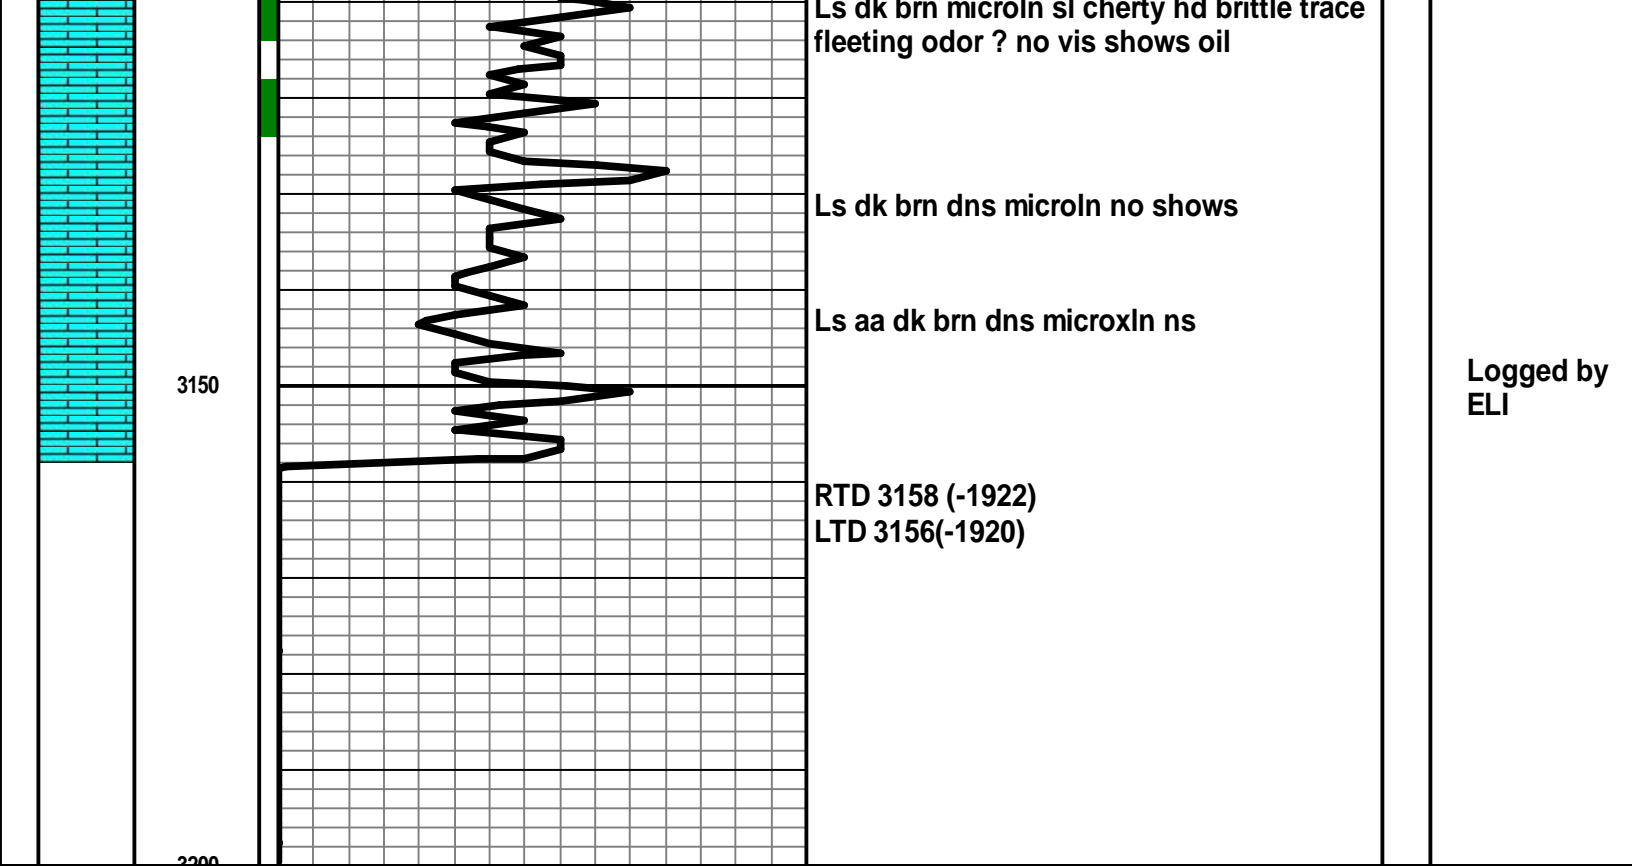 Ls dk brn microln sl cherty hd brittle trace
fleeting odor ? no vis shows oil
Ls dk brn dns microln no shows
Ls aa dk brn dns microxln ns
3150
Logged by
ELI
RTD 3158 (-1922)
LTD 3156(-1920)
3200